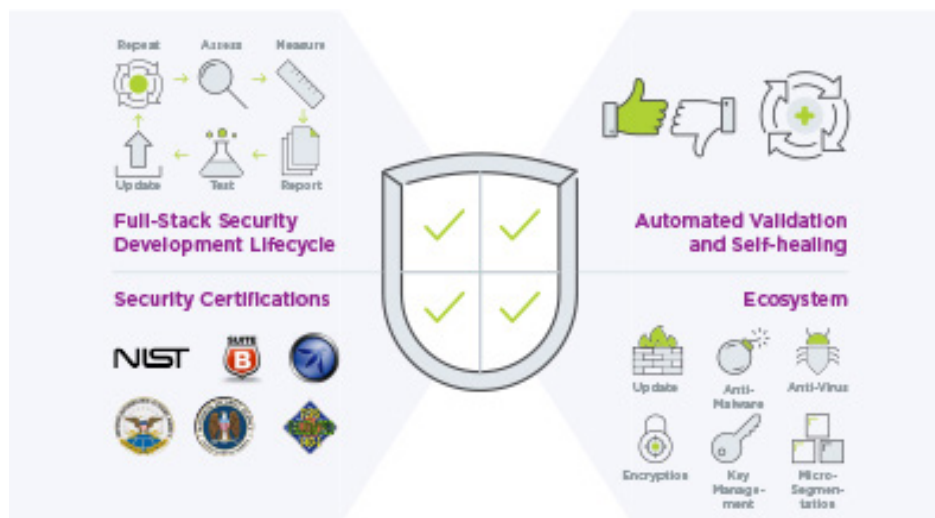 Repeat Assess Measure
Update Test Report
Full-Stack Security
Development Lifecycle
Automated Validation
and Self-healing
Security Certifications
NIST
SUITE
B
Ecosystem
Update
Anti-
Malware
Anti-Virus
Encryption
Key
Manage-
ment
Micro-
Segmen-
tation